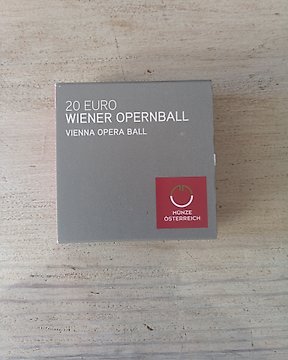 20 EURO
WIENER OPERNBALL
VIENNA OPERA BALL
MÜNZE
ÖSTERREICH